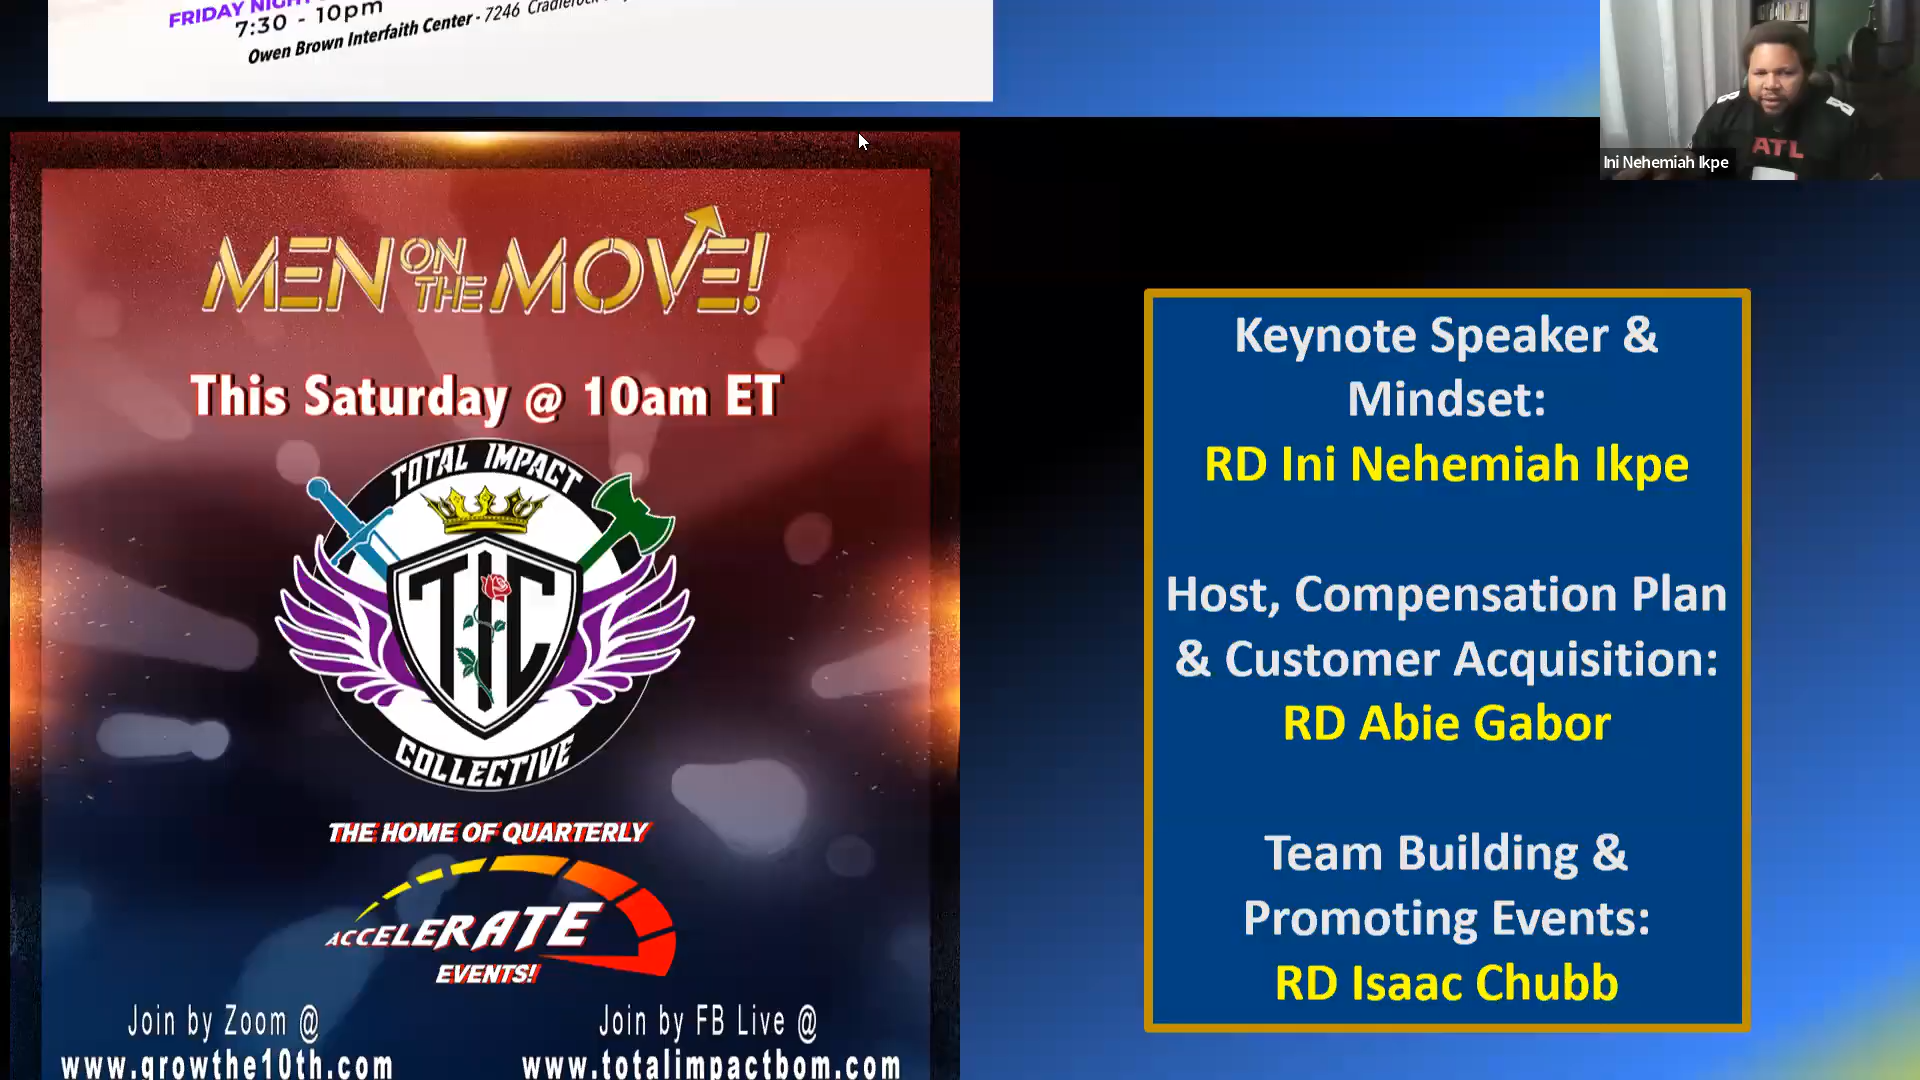 FRIDAY NIGHT
7:30 - 10pm
Owen Brown Interfaith Center - 7246 Cradlerock
Ini Nehemiah Ikpe
ATL
MEN ON THE MOVE!
This Saturday @ 10am ET
TOTAL IMPACT
TIC
COLLECTIVE
THE HOME OF QUARTERLY
ACCELERATE
EVENTS!
Join by Zoom @
www.growthe10th.com
Join by FB Live @
www.totalimpactbom.com
Keynote Speaker &
Mindset:
RD Ini Nehemiah Ikpe
Host, Compensation Plan
& Customer Acquisition:
RD Abie Gabor
Team Building &
Promoting Events:
RD Isaac Chubb